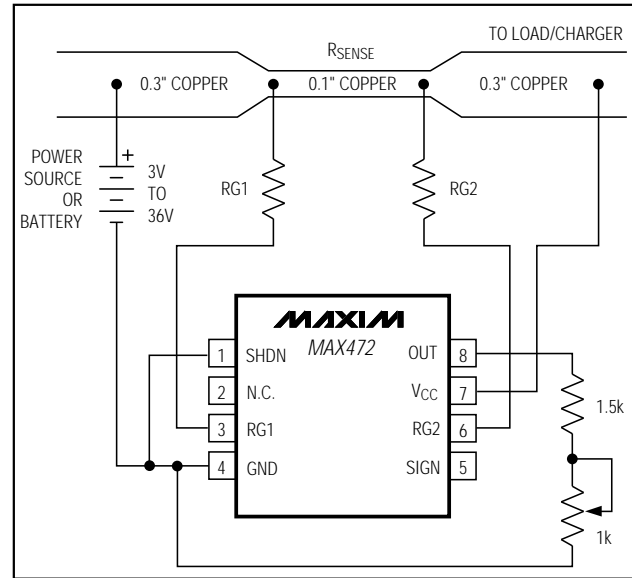 TO LOAD/CHARGER
RSENSE
0.3" COPPER
0.1" COPPER
0.3" COPPER
POWER
SOURCE
OR
BATTERY
+
3V
TO
36V
RG1
RG2
MAXIM
MAX472
1 SHDN
2 N.C.
3 RG1
4 GND
OUT 8
VCC 7
RG2 6
SIGN 5
1.5k
1k